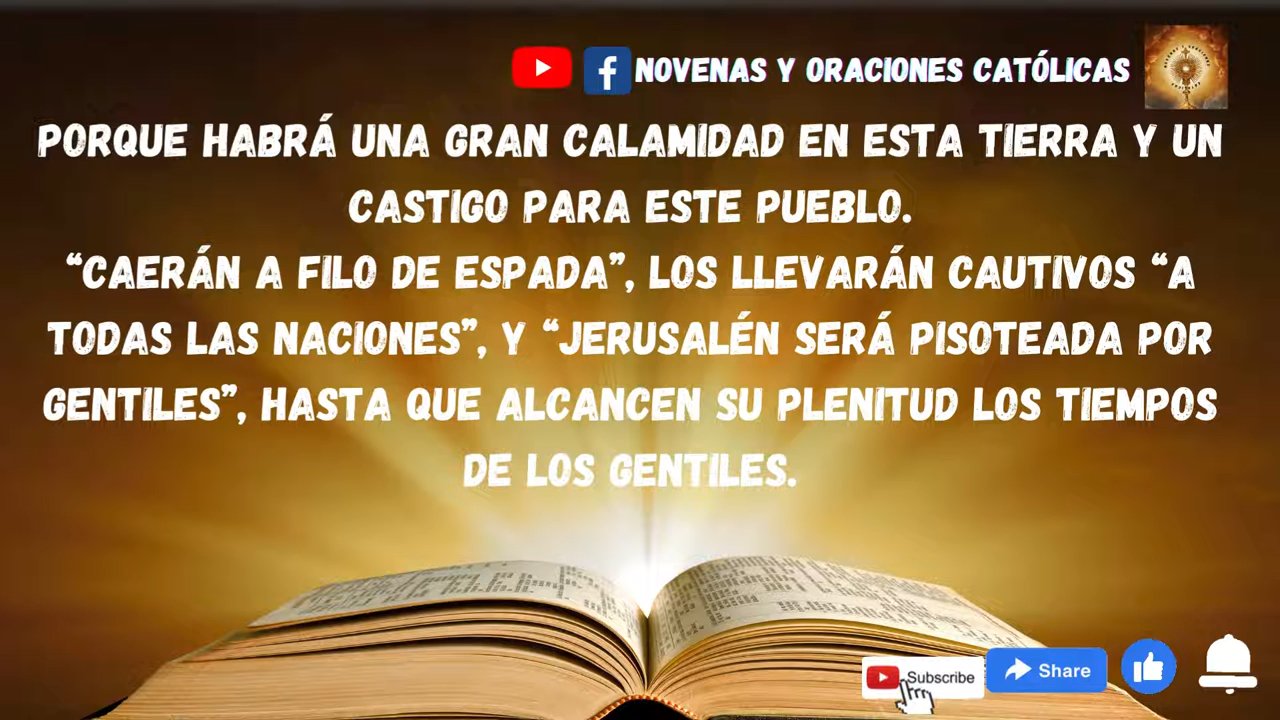 NOVENAS Y ORACIONES CATÓLICAS
PORQUE HABRÁ UNA GRAN CALAMIDAD EN ESTA TIERRA Y UN
CASTIGO PARA ESTE PUEBLO.
“CAERÁN A FILO DE ESPADA”, LOS LLEVARÁN CAUTIVOS “A
TODAS LAS NACIONES”, Y “JERUSALÉN SERÁ PISOTEADA POR
GENTILES”, HASTA QUE ALCANCEN SU PLENITUD LOS TIEMPOS
DE LOS GENTILES.
Subscribe
Share